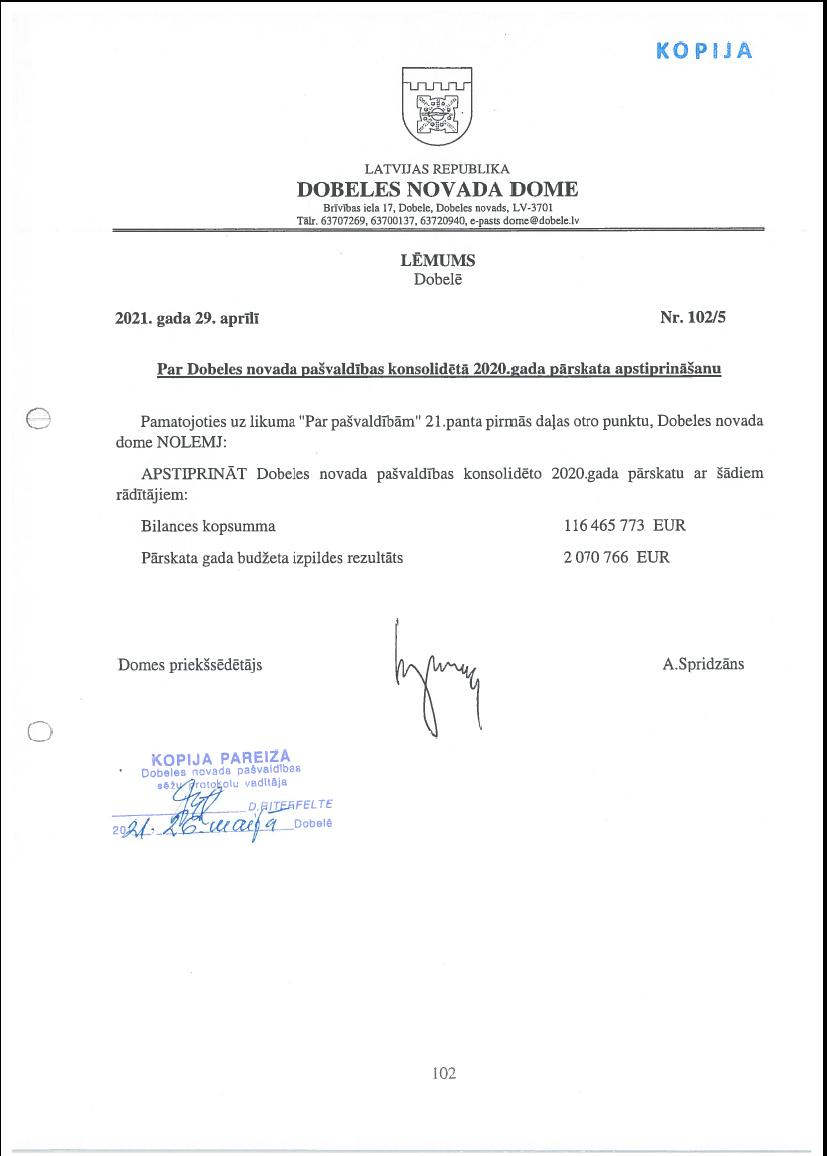 KOPIJA
LATVIJAS REPUBLIKA
DOBELES NOVADA DOME
Brīvības iela 17, Dobele, Dobeles novads, LV-3701
Tālr. 63707269, 63700137, 63720940, e-pasts dome@dobele.lv
LĒMUMS
Dobelē
2021. gada 29. aprīlī Nr. 102/5
Par Dobeles novada pašvaldības konsolidētā 2020.gada pārskata apstiprināšanu
Pamatojoties uz likuma "Par pašvaldībām" 21.panta pirmās daļas otro punktu, Dobeles novada
dome NOLEMJ:
APSTIPRINĀT Dobeles novada pašvaldības konsolidēto 2020.gada pārskatu ar šādiem
rādītājiem:
Bilances kopsumma 116 465 773 EUR
Pārskata gada budžeta izpildes rezultāts 2 070 766 EUR
Domes priekšsēdētājs A.Spridzāns
KOPIJA PAREIZA
Dobeles novada pašvaldības
sēžu protokolu vadītāja
D.RITERFELTE
2021. 26. maijā Dobelē
102